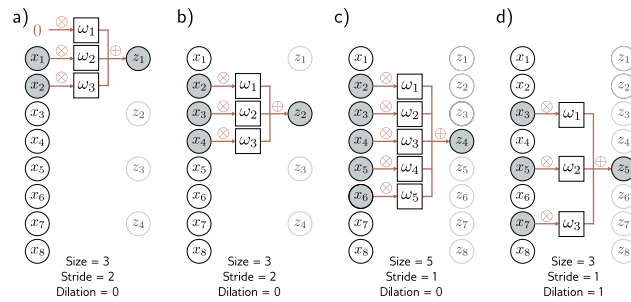 a)
0 ⊗ ω₁
x₁ ⊗ ω₂ ⊕ z₁
x₂ ⊗ ω₃
x₃ z₂
x₄
x₅ z₃
x₆
x₇ z₄
x₈
Size = 3
Stride = 2
Dilation = 0
b)
x₁ z₁
x₂ ⊗ ω₁
x₃ ⊗ ω₂ ⊕ z₂
x₄ ⊗ ω₃
x₅ z₃
x₆
x₇ z₄
x₈
Size = 3
Stride = 2
Dilation = 0
c)
x₁ z₁
x₂ ⊗ ω₁ z₂
x₃ ⊗ ω₂ z₃
x₄ ⊗ ω₃ ⊕ z₄
x₅ ⊗ ω₄ z₅
x₆ ⊗ ω₅ z₆
x₇ z₇
x₈ z₈
Size = 5
Stride = 1
Dilation = 0
d)
x₁ z₁
x₂ z₂
x₃ ⊗ ω₁ z₃
x₄ z₄
x₅ ⊗ ω₂ ⊕ z₅
x₆ z₆
x₇ ⊗ ω₃ z₇
x₈ z₈
Size = 3
Stride = 1
Dilation = 1